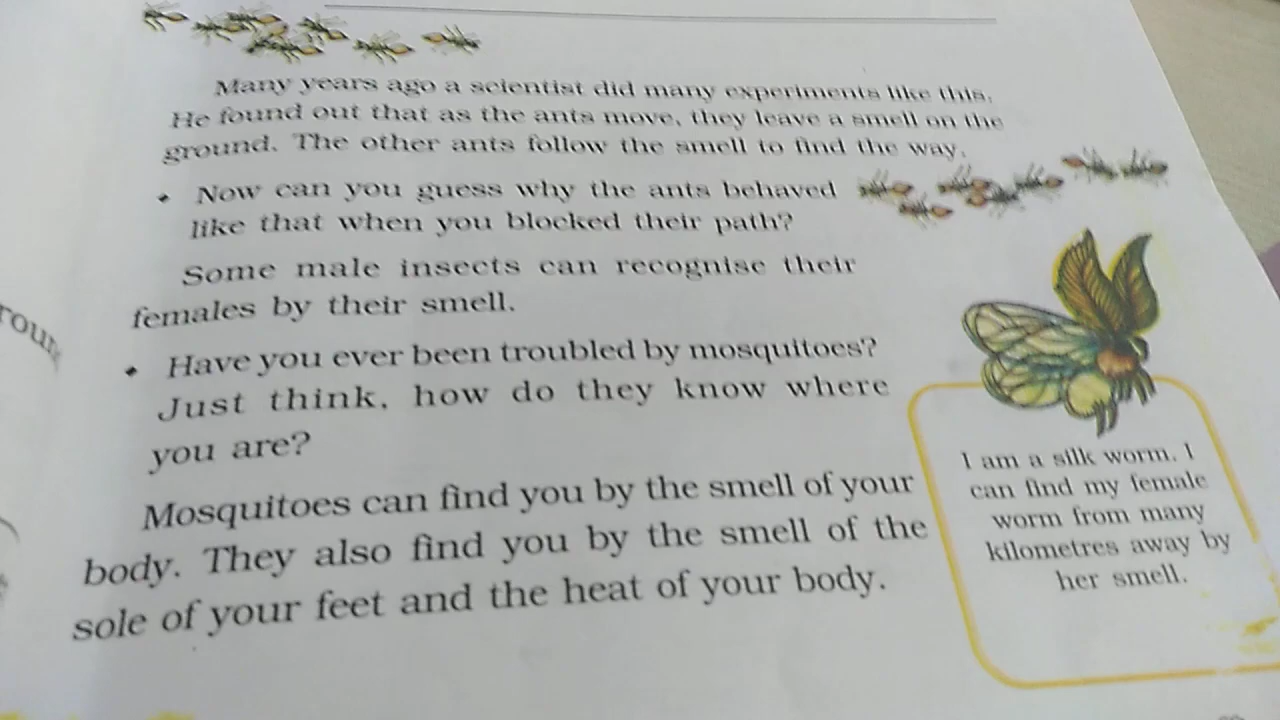 Many years ago a scientist did many experiments like this.
He found out that as the ants move, they leave a smell on the
ground. The other ants follow the smell to find the way.
• Now can you guess why the ants behaved
like that when you blocked their path?
Some male insects can recognise their
females by their smell.
• Have you ever been troubled by mosquitoes?
Just think, how do they know where
you are?
Mosquitoes can find you by the smell of your
body. They also find you by the smell of the
sole of your feet and the heat of your body.
I am a silk worm. I
can find my female
worm from many
kilometres away by
her smell.